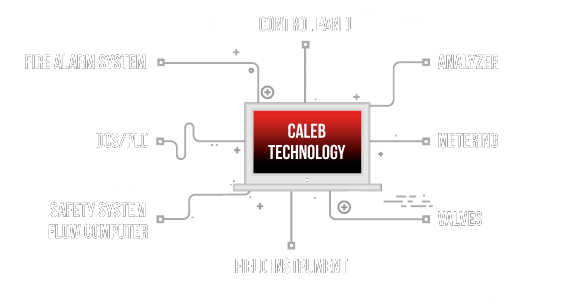 CONTROL PANEL
FIRE ALARM SYSTEM
ANALYZER
CALEB
TECHNOLOGY
DCS/PLC
METERING
SAFETY SYSTEM
FLOW COMPUTER
VALVES
FIELD INSTRUMENT